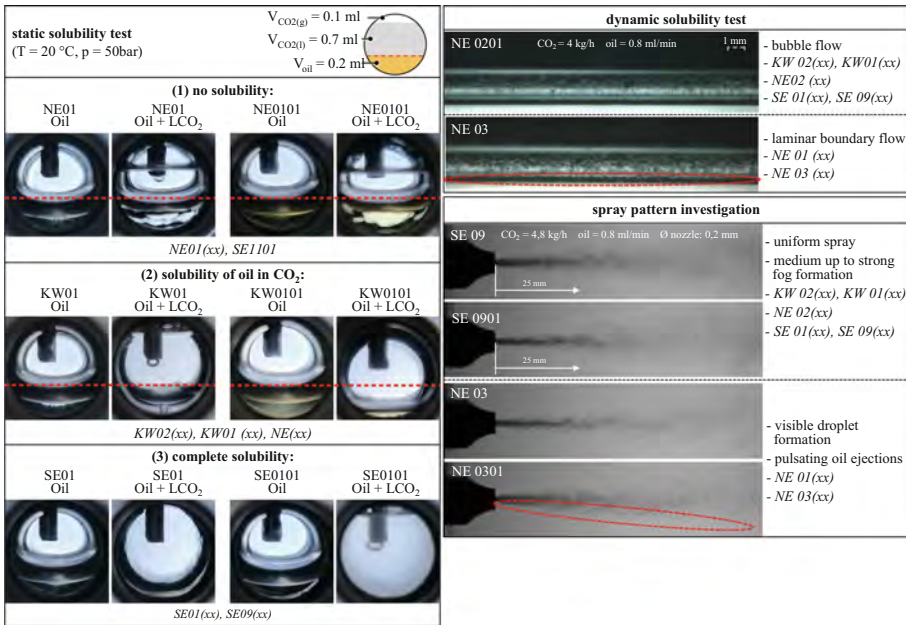 static solubility test
(T = 20 °C, p = 50bar)
V_CO2(g) = 0.1 ml
V_CO2(l) = 0.7 ml
V_oil = 0.2 ml
(1) no solubility:
NE01 Oil
NE01 Oil + LCO₂
NE0101 Oil
NE0101 Oil + LCO₂
NE01(xx), SE1101
(2) solubility of oil in CO₂:
KW01 Oil
KW01 Oil + LCO₂
KW0101 Oil
KW0101 Oil + LCO₂
KW02(xx), KW01 (xx), NE(xx)
(3) complete solubility:
SE01 Oil
SE01 Oil + LCO₂
SE0101 Oil
SE0101 Oil + LCO₂
SE01(xx), SE09(xx)
dynamic solubility test
NE 0201
CO₂ = 4 kg/h oil = 0.8 ml/min
1 mm
- bubble flow
- KW 02(xx), KW01(xx)
- NE02 (xx)
- SE 01(xx), SE 09(xx)
NE 03
- laminar boundary flow
- NE 01 (xx)
- NE 03 (xx)
spray pattern investigation
SE 09
CO₂ = 4,8 kg/h oil = 0.8 ml/min Ø nozzle: 0,2 mm
25 mm
SE 0901
25 mm
- uniform spray
- medium up to strong
fog formation
- KW 02(xx), KW 01(xx)
- NE 02(xx)
- SE 01(xx), SE 09(xx)
NE 03
NE 0301
- visible droplet
formation
- pulsating oil ejections
- NE 01(xx)
- NE 03(xx)